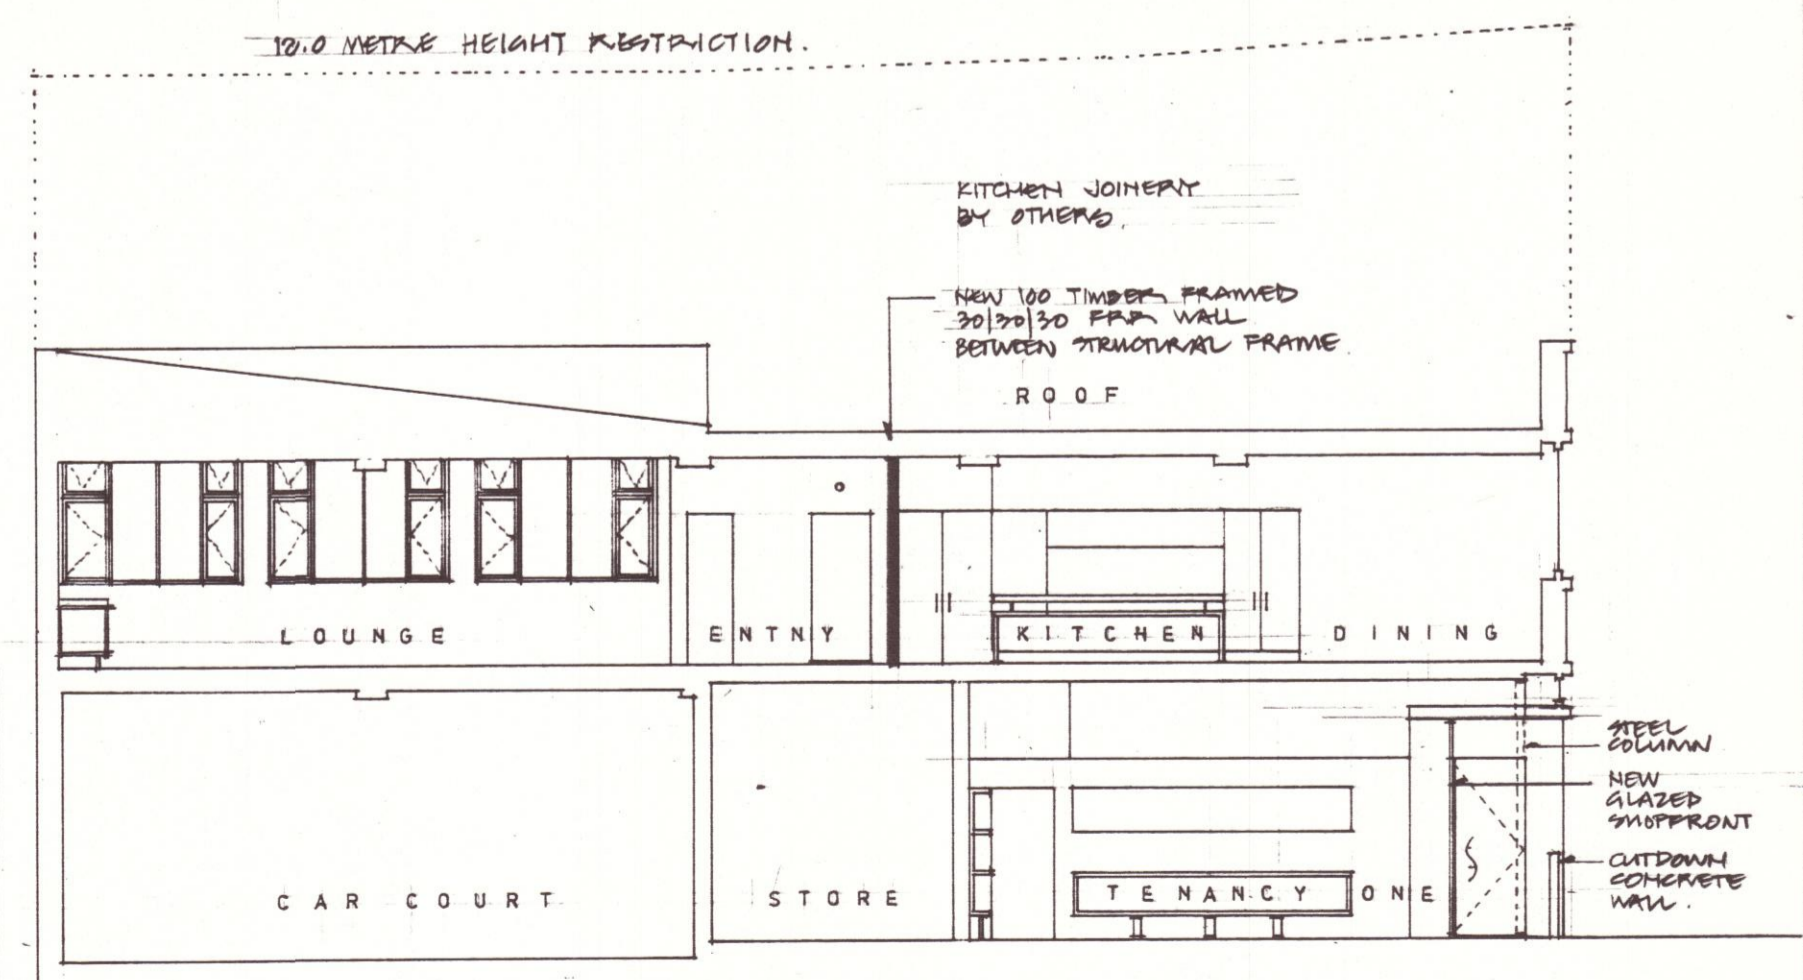 12.0 METRE HEIGHT RESTRICTION.
KITCHEN JOINERY
BY OTHERS.
NEW 100 TIMBER FRAMED
30/30/30 FRR WALL
BETWEEN STRUCTURAL FRAME.
ROOF
LOUNGE
ENTNY
KITCHEN
DINING
STEEL
COLUMN
NEW
GLAZED
SHOPFRONT
CUTDOWN
CONCRETE
WALL.
CAR COURT
STORE
TENANCY ONE